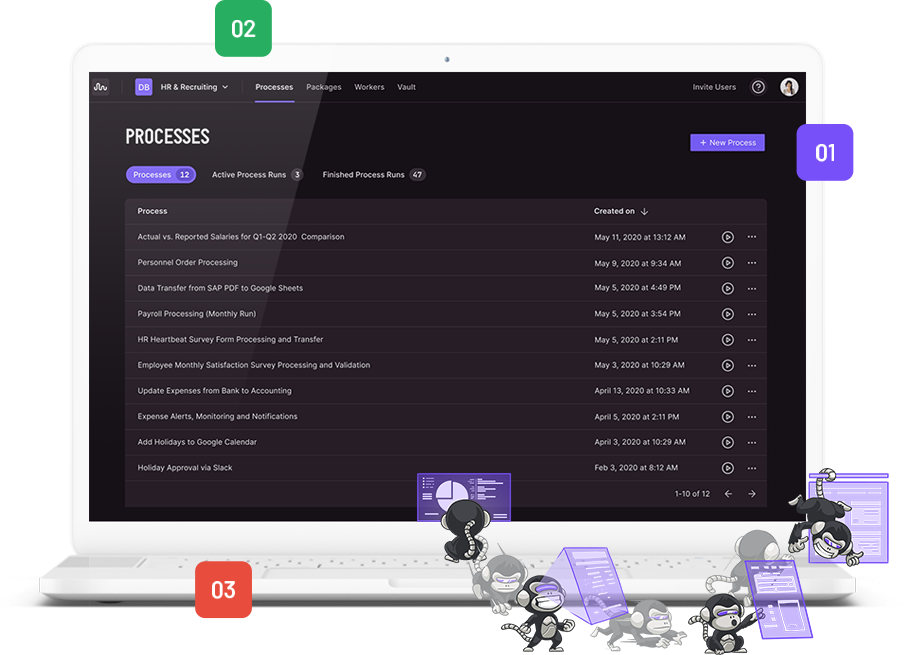 02
DB HR & Recruiting Processes Packages Workers Vault Invite Users ?
PROCESSES
+ New Process
01
Processes 12 Active Process Runs 3 Finished Process Runs 47
Process Created on ↓
Actual vs. Reported Salaries for Q1-Q2 2020 Comparison May 11, 2020 at 13:12 AM
Personnel Order Processing May 9, 2020 at 9:34 AM
Data Transfer from SAP PDF to Google Sheets May 5, 2020 at 4:49 PM
Payroll Processing (Monthly Run) May 5, 2020 at 3:54 PM
HR Heartbeat Survey Form Processing and Transfer May 5, 2020 at 2:11 PM
Employee Monthly Satisfaction Survey Processing and Validation May 3, 2020 at 10:29 AM
Update Expenses from Bank to Accounting April 13, 2020 at 10:33 AM
Expense Alerts, Monitoring and Notifications April 5, 2020 at 2:11 PM
Add Holidays to Google Calendar April 3, 2020 at 10:29 AM
Holiday Approval via Slack Feb 3, 2020 at 8:12 AM
1-10 of 12 ← →
03